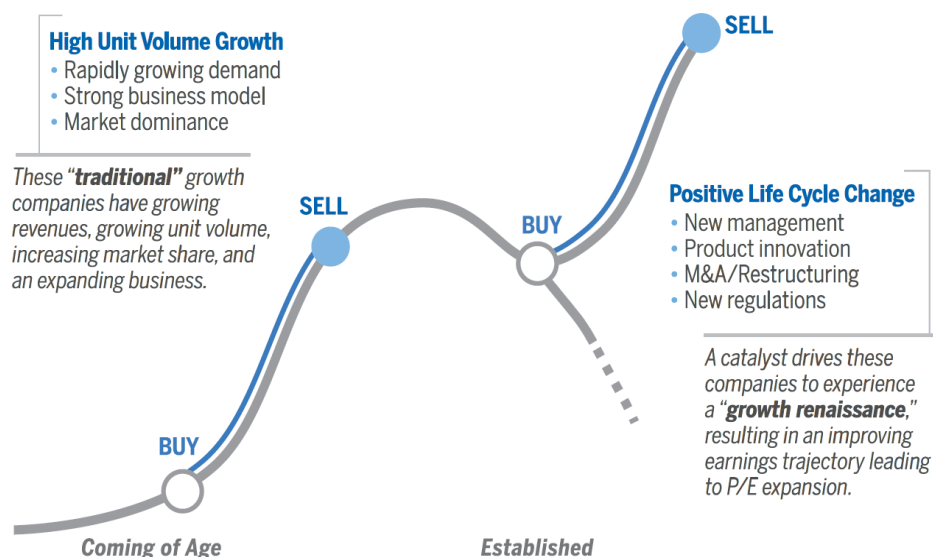 High Unit Volume Growth
• Rapidly growing demand
• Strong business model
• Market dominance
These “traditional” growth
companies have growing
revenues, growing unit volume,
increasing market share, and
an expanding business.
SELL
BUY
SELL
BUY
Positive Life Cycle Change
• New management
• Product innovation
• M&A/Restructuring
• New regulations
A catalyst drives these
companies to experience
a “growth renaissance,”
resulting in an improving
earnings trajectory leading
to P/E expansion.
Coming of Age
Established